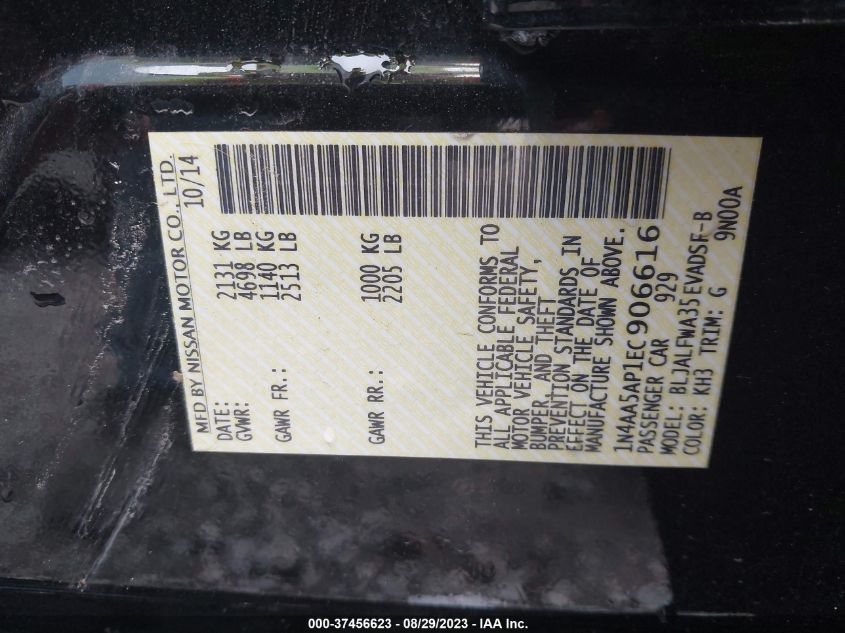 MFD BY NISSAN MOTOR CO., LTD.
DATE: 10/14
GVWR: 2131 KG
4698 LB
GAWR FR.: 1140 KG
2513 LB
GAWR RR.: 1000 KG
2205 LB
THIS VEHICLE CONFORMS TO
ALL APPLICABLE FEDERAL
MOTOR VEHICLE SAFETY,
BUMPER, AND THEFT
PREVENTION STANDARDS IN
EFFECT ON THE DATE OF
MANUFACTURE SHOWN ABOVE.
1N4AA5AP1EC906616
PASSENGER CAR 929
MODEL: BLJALFWA35EVADSF-B
COLOR: KH3 TRIM: G 9N00A
000-37456623 - 08/29/2023 - IAA Inc.